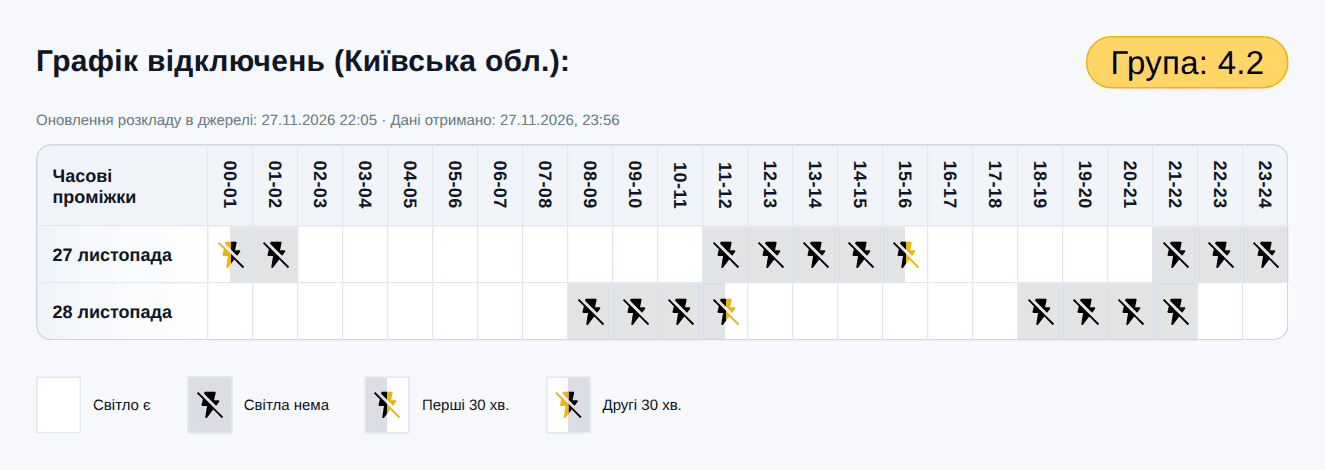 Графік відключень (Київська обл.):
Група: 4.2
Оновлення розкладу в джерелі: 27.11.2026 22:05 · Дані отримано: 27.11.2026, 23:56
Часові
проміжки
00-01
01-02
02-03
03-04
04-05
05-06
06-07
07-08
08-09
09-10
10-11
11-12
12-13
13-14
14-15
15-16
16-17
17-18
18-19
19-20
20-21
21-22
22-23
23-24
27 листопада
28 листопада
Світло є
Світла нема
Перші 30 хв.
Другі 30 хв.